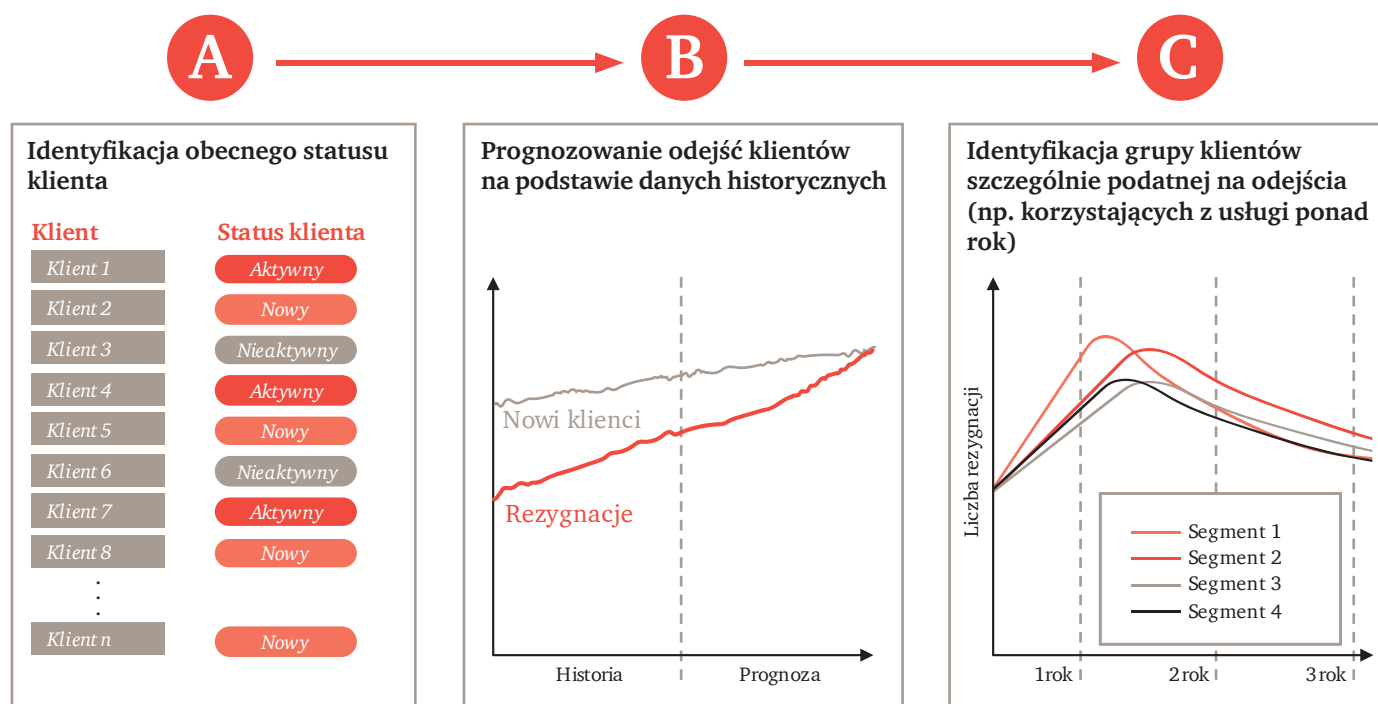 A
B
C
Identyfikacja obecnego statusu
klienta
Klient
Status klienta
Klient 1
Aktywny
Klient 2
Nowy
Klient 3
Nieaktywny
Klient 4
Aktywny
Klient 5
Nowy
Klient 6
Nieaktywny
Klient 7
Aktywny
Klient 8
Nowy
Klient n
Nowy
Prognozowanie odejść klientów
na podstawie danych historycznych
Nowi klienci
Rezygnacje
Historia
Prognoza
Identyfikacja grupy klientów
szczególnie podatnej na odejścia
(np. korzystających z usługi ponad
rok)
Liczba rezygnacji
Segment 1
Segment 2
Segment 3
Segment 4
1 rok
2 rok
3 rok